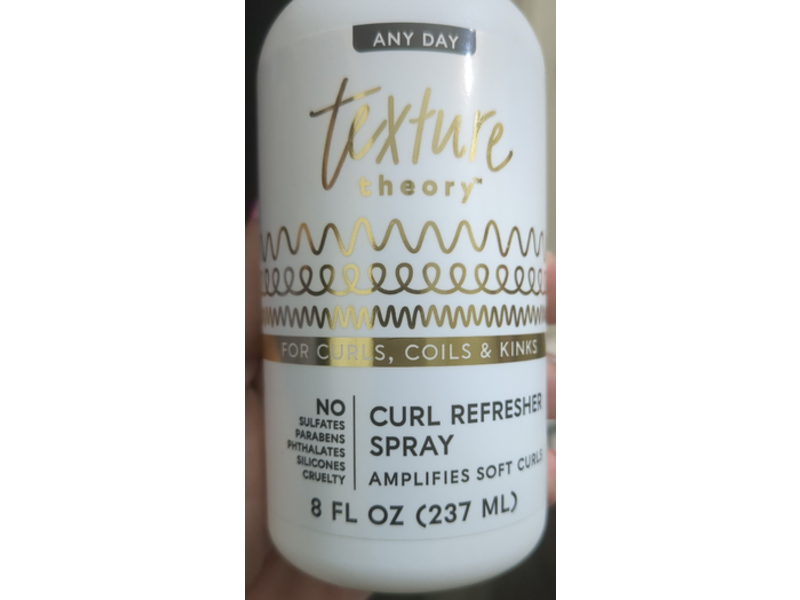 ANY DAY
texture
theory™
FOR CURLS, COILS & KINKS
NO
SULFATES
PARABENS
PHTHALATES
SILICONES
CRUELTY
CURL REFRESHER
SPRAY
AMPLIFIES SOFT CURLS
8 FL OZ (237 ML)